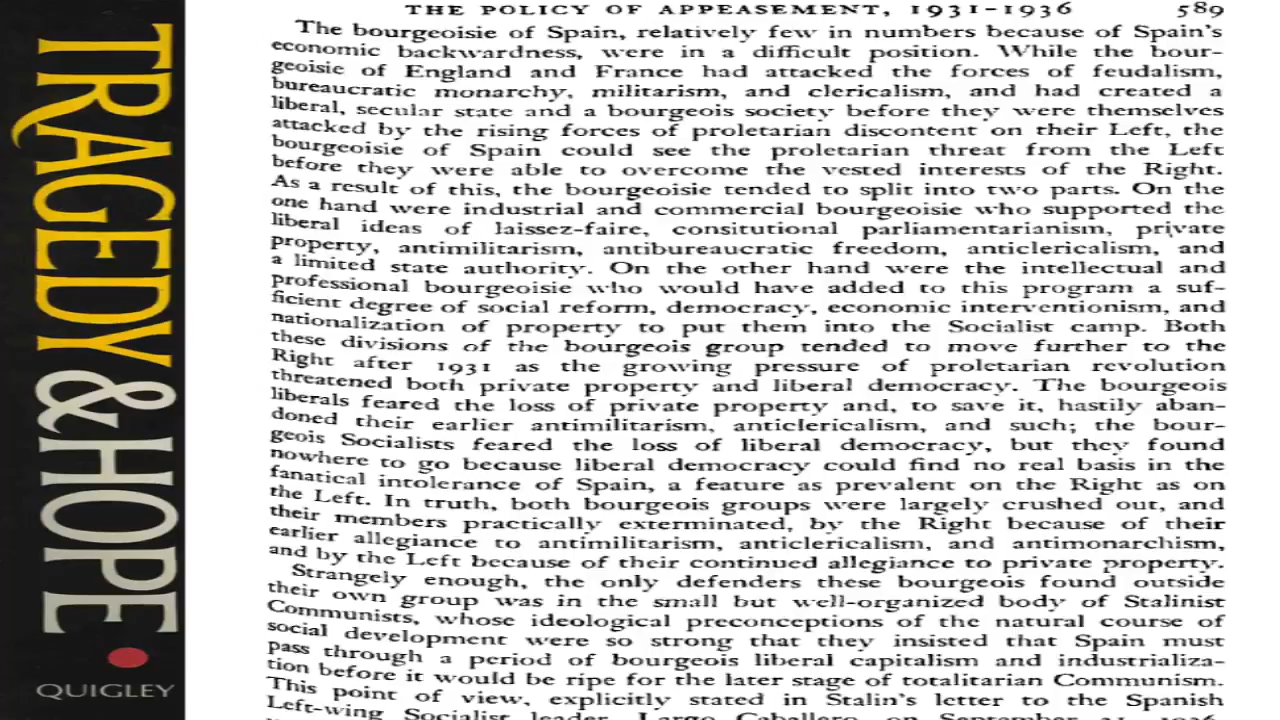 TRAGEDY & HOPE
QUIGLEY
THE POLICY OF APPEASEMENT, 1931–1936 589
The bourgeoisie of Spain, relatively few in numbers because of Spain's
economic backwardness, were in a difficult position. While the bour-
geoisie of England and France had attacked the forces of feudalism,
bureaucratic monarchy, militarism, and clericalism, and had created a
liberal, secular state and a bourgeois society before they were themselves
attacked by the rising forces of proletarian discontent on their Left, the
bourgeoisie of Spain could see the proletarian threat from the Left
before they were able to overcome the vested interests of the Right.
As a result of this, the bourgeoisie tended to split into two parts. On the
one hand were industrial and commercial bourgeoisie who supported the
liberal ideas of laissez-faire, consitutional parliamentarianism, private
property, antimilitarism, antibureaucratic freedom, anticlericalism, and
a limited state authority. On the other hand were the intellectual and
professional bourgeoisie who would have added to this program a suf-
ficient degree of social reform, democracy, economic interventionism, and
nationalization of property to put them into the Socialist camp. Both
these divisions of the bourgeois group tended to move further to the
Right after 1931 as the growing pressure of proletarian revolution
threatened both private property and liberal democracy. The bourgeois
liberals feared the loss of private property and, to save it, hastily aban-
doned their earlier antimilitarism, anticlericalism, and such; the bour-
geois Socialists feared the loss of liberal democracy, but they found
nowhere to go because liberal democracy could find no real basis in the
fanatical intolerance of Spain, a feature as prevalent on the Right as on
the Left. In truth, both bourgeois groups were largely crushed out, and
their members practically exterminated, by the Right because of their
earlier allegiance to antimilitarism, anticlericalism, and antimonarchism,
and by the Left because of their continued allegiance to private property.
Strangely enough, the only defenders these bourgeois found outside
their own group was in the small but well-organized body of Stalinist
Communists, whose ideological preconceptions of the natural course of
social development were so strong that they insisted that Spain must
pass through a period of bourgeois liberal capitalism and industrializa-
tion before it would be ripe for the later stage of totalitarian Communism.
This point of view, explicitly stated in Stalin's letter to the Spanish
Left-wing Socialist leader, Largo Caballero, on September